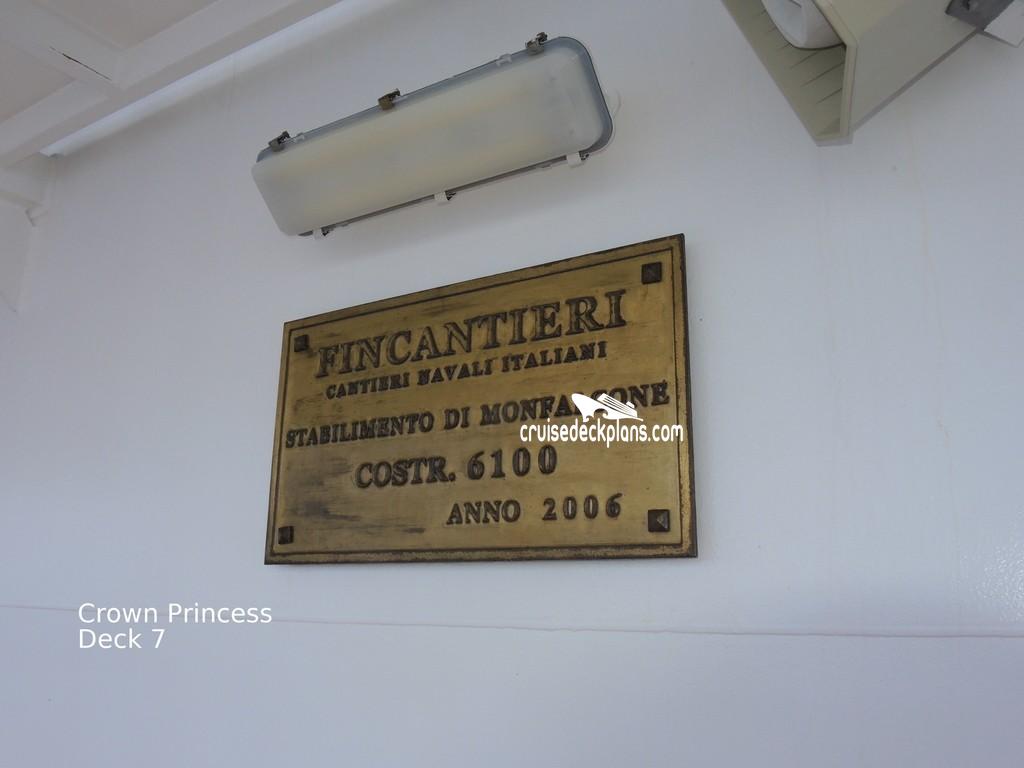 FINCANTIERI
CANTIERI NAVALI ITALIANI
STABILIMENTO DI MONFALCONE
cruisedeckplans.com
COSTR. 6100
ANNO 2006
Crown Princess
Deck 7